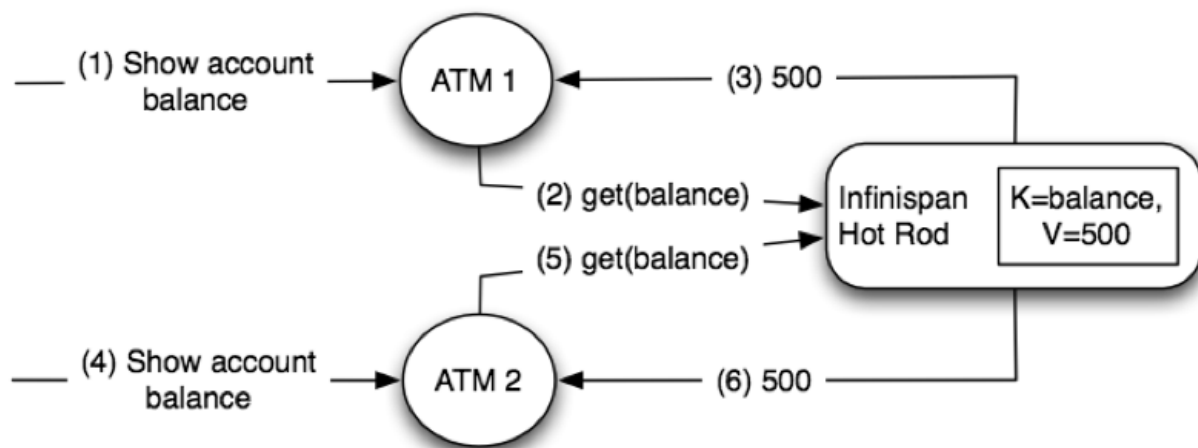 (1) Show account
balance
ATM 1
(3) 500
(2) get(balance)
Infinispan
Hot Rod
K=balance,
V=500
(5) get(balance)
(4) Show account
balance
ATM 2
(6) 500